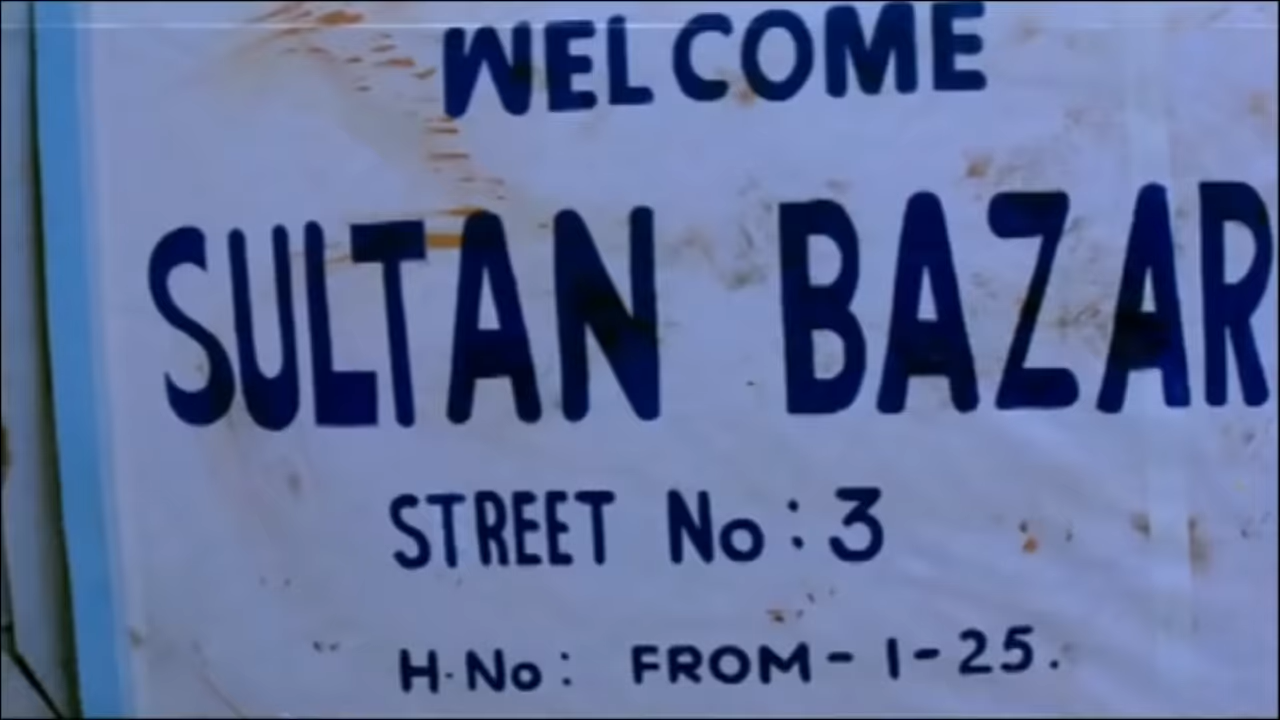 WELCOME
SULTAN BAZAR
STREET No: 3
H.No: FROM- 1-25.